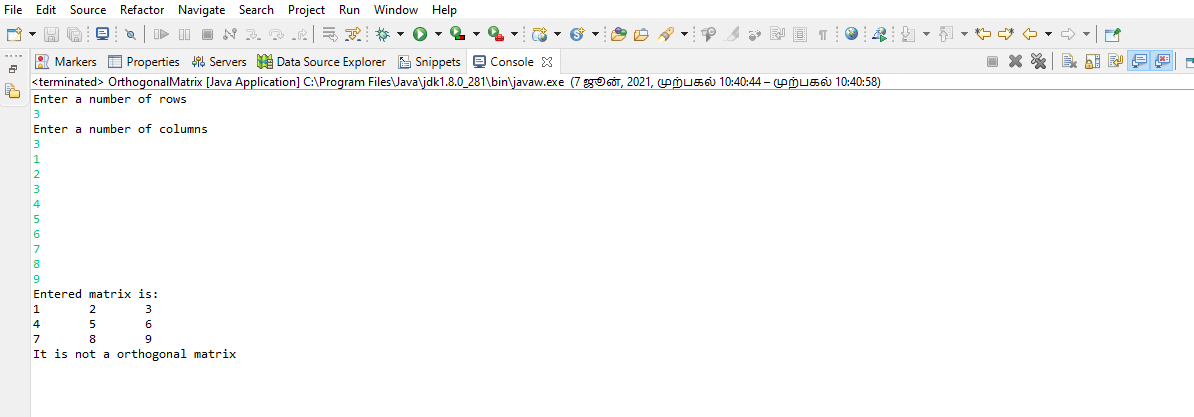 File Edit Source Refactor Navigate Search Project Run Window Help
Markers Properties Servers Data Source Explorer Snippets Console
<terminated> OrthogonalMatrix [Java Application] C:\Program Files\Java\jdk1.8.0_281\bin\javaw.exe (7 ஜூன், 2021, முற்பகல் 10:40:44 – முற்பகல் 10:40:58)
Enter a number of rows
3
Enter a number of columns
3
1
2
3
4
5
6
7
8
9
Entered matrix is:
1 2 3
4 5 6
7 8 9
It is not a orthogonal matrix